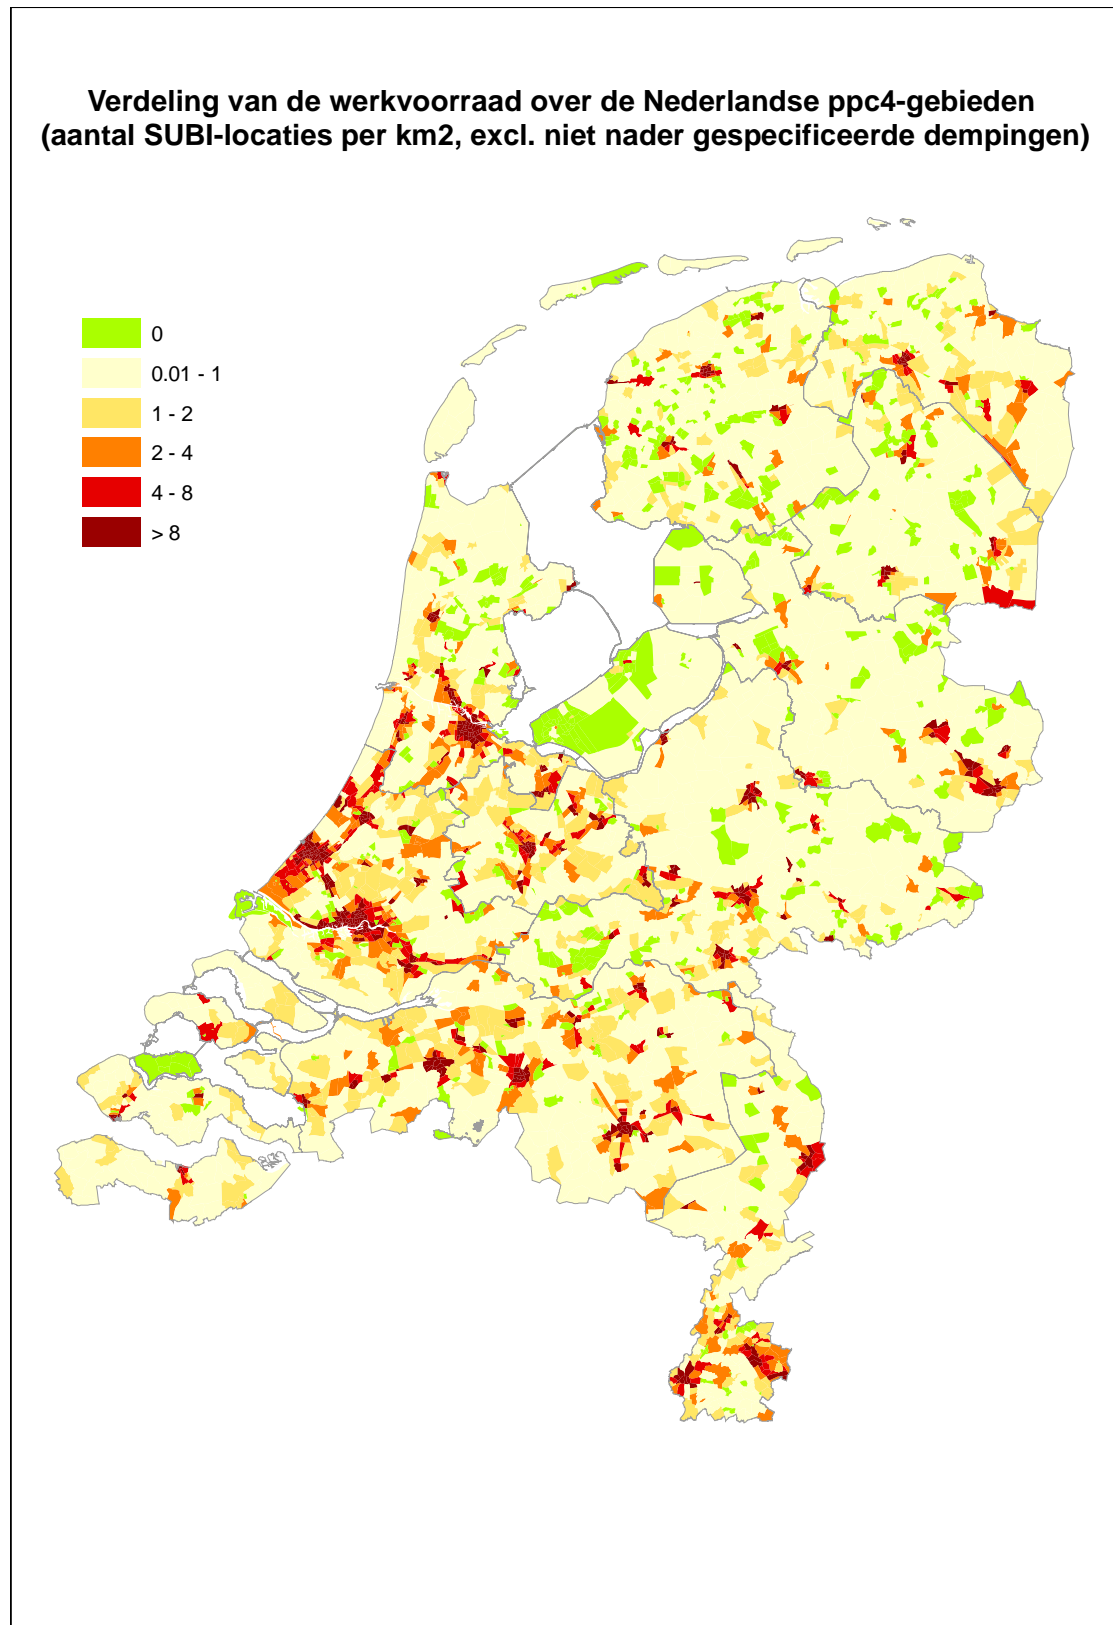 Verdeling van de werkvoorraad over de Nederlandse ppc4-gebieden
(aantal SUBI-locaties per km2, excl. niet nader gespecificeerde dempingen)
0
0.01 - 1
1 - 2
2 - 4
4 - 8
> 8